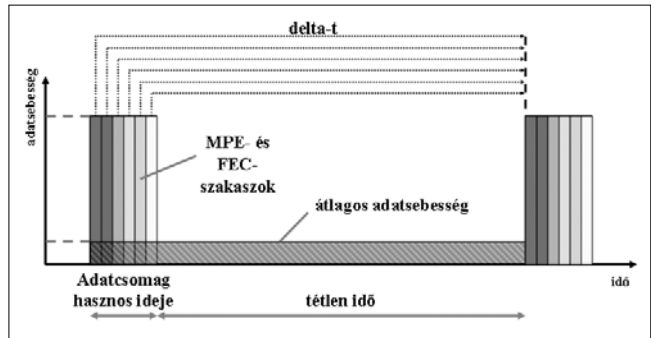 delta-t
adatsebesség
MPE- és
FEC-
szakaszok
átlagos adatsebesség
idő
Adatcsomag
hasznos ideje
tétlen idő